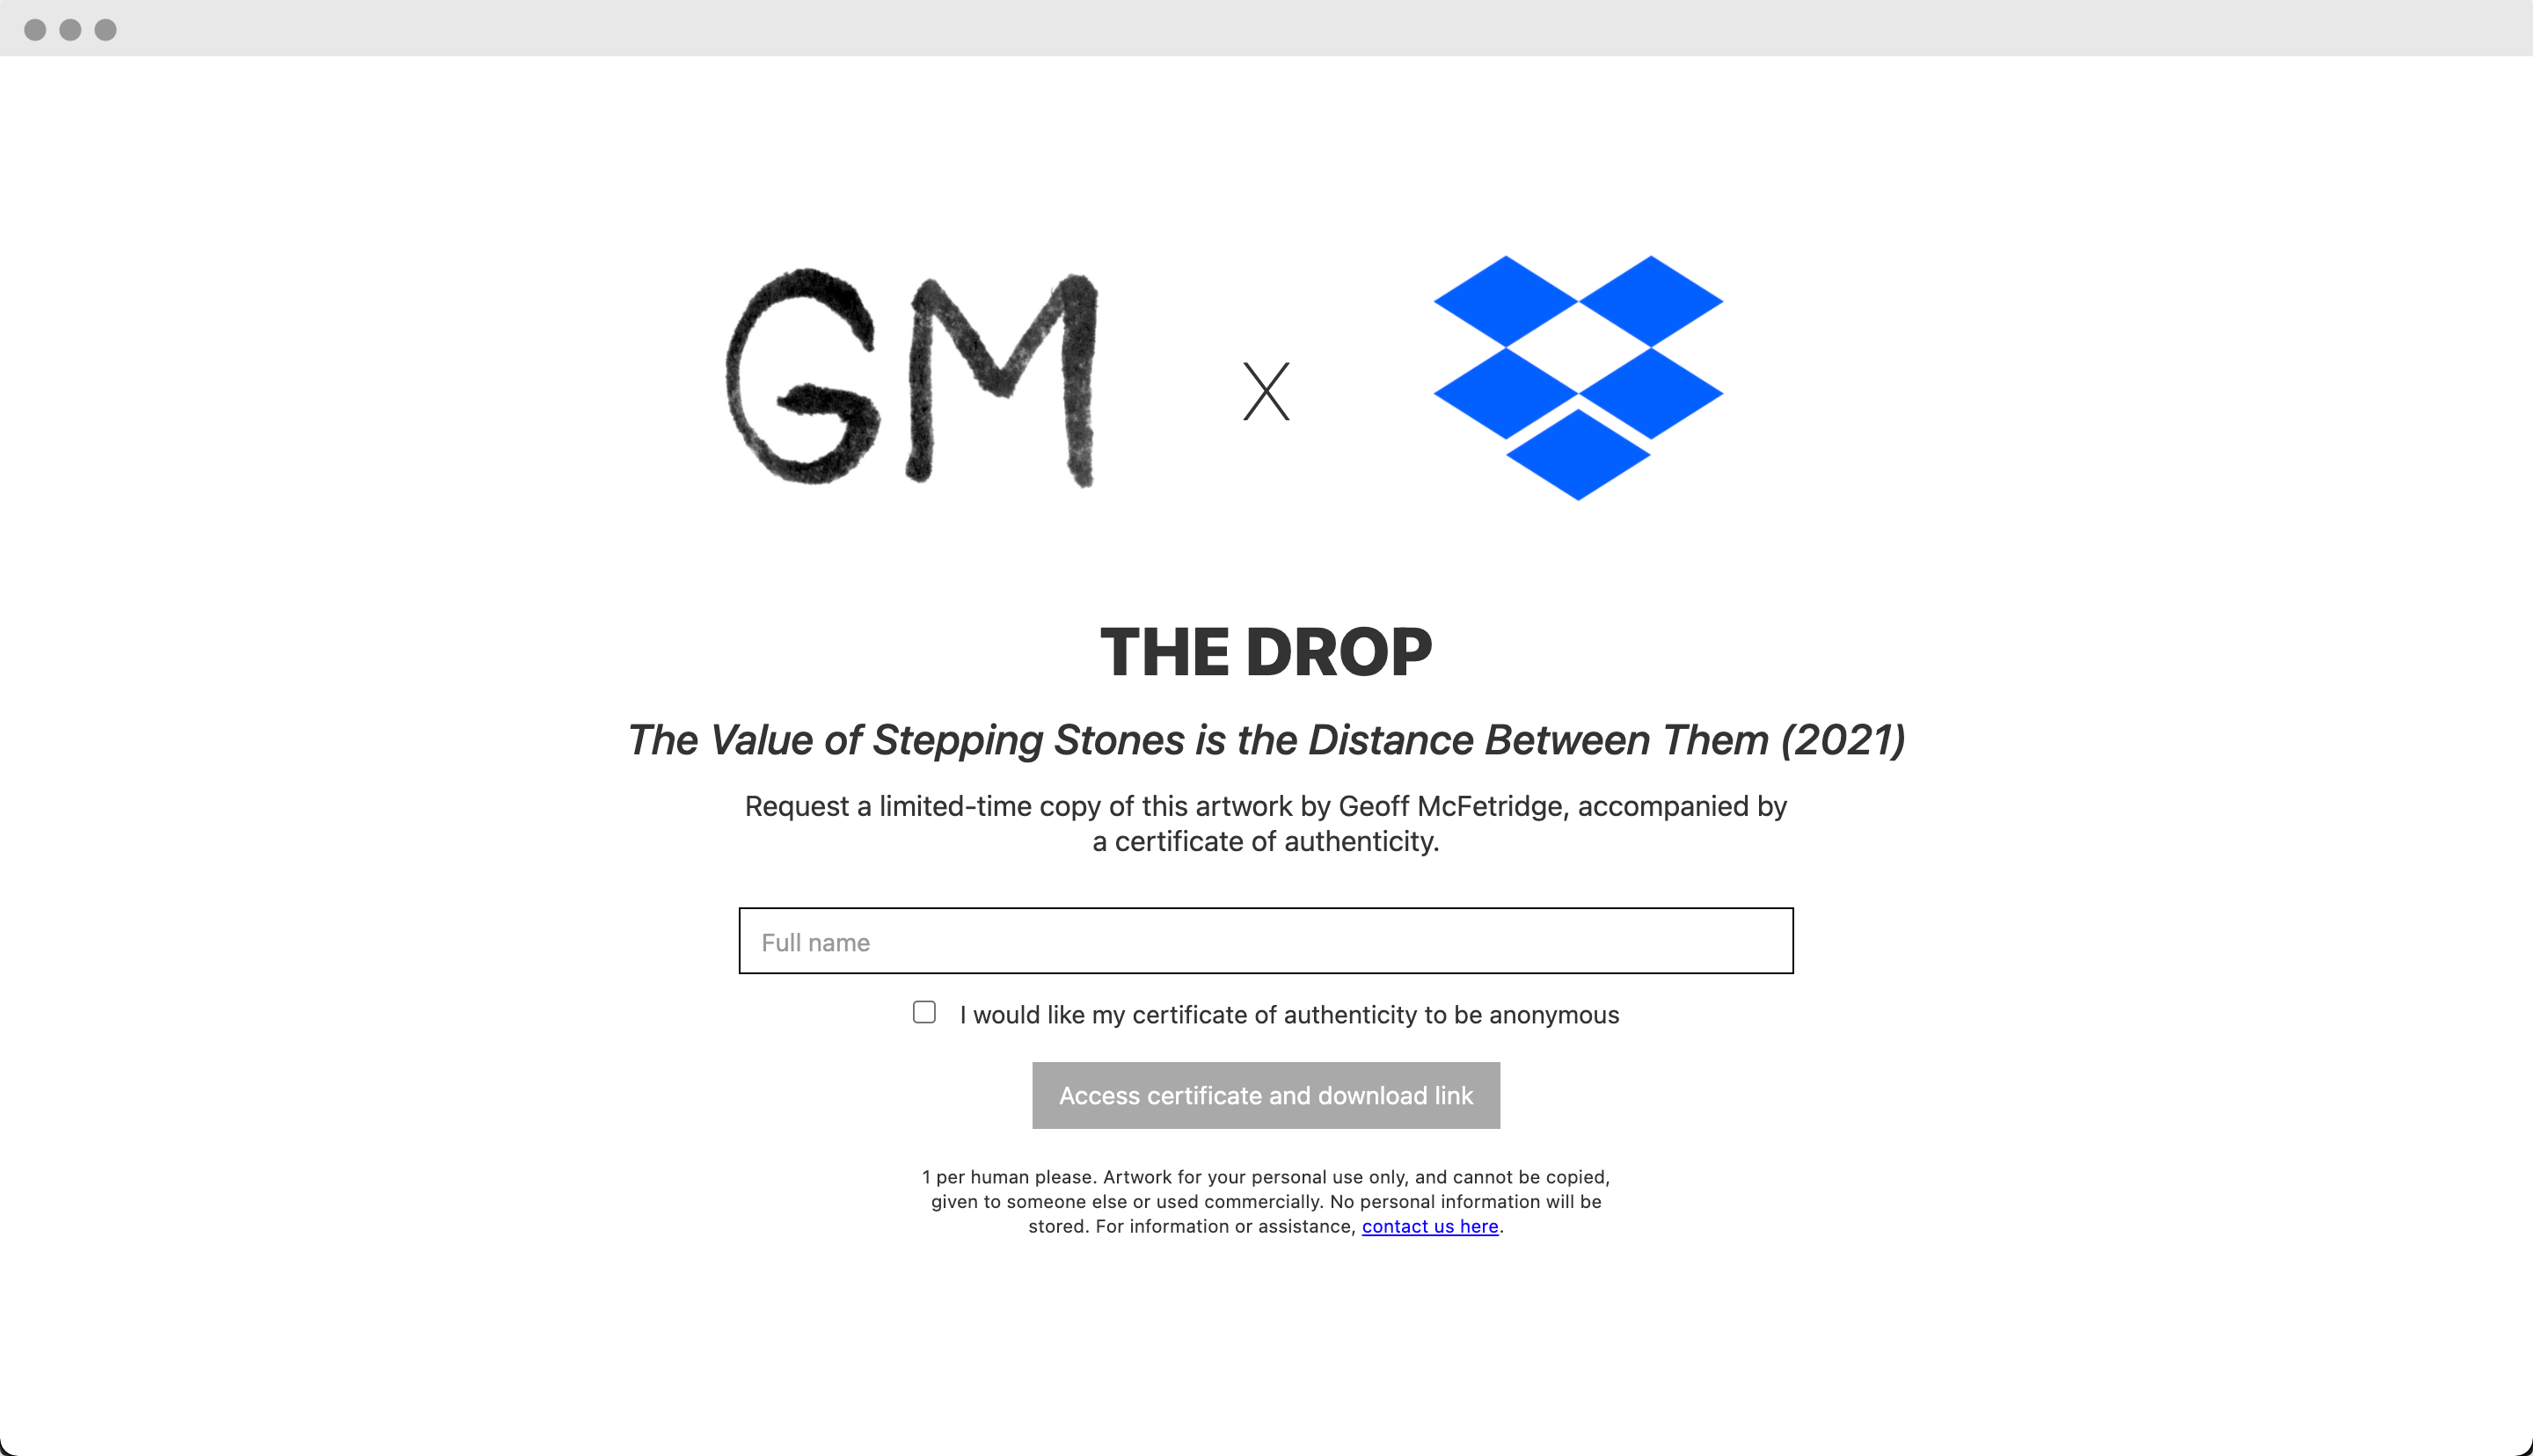 GM X
THE DROP
The Value of Stepping Stones is the Distance Between Them (2021)
Request a limited-time copy of this artwork by Geoff McFetridge, accompanied by
a certificate of authenticity.
Full name
I would like my certificate of authenticity to be anonymous
Access certificate and download link
1 per human please. Artwork for your personal use only, and cannot be copied,
given to someone else or used commercially. No personal information will be
stored. For information or assistance, contact us here.